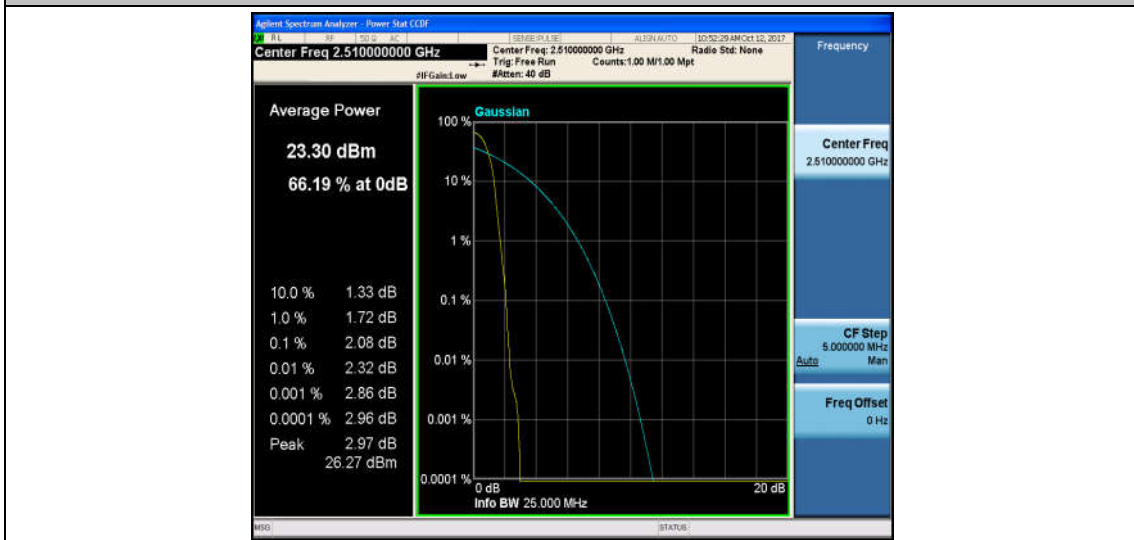 Agilent Spectrum Analyzer - Power Stat CCDF
RL RF 50 Ω AC SENSE:PULSE ALIGN AUTO 10:52:29 AM Oct 12, 2017
Center Freq 2.510000000 GHz
Center Freq: 2.510000000 GHz Radio Std: None
Trig: Free Run Counts:1.00 M/1.00 Mpt
#IFGain:Low #Atten: 40 dB
Frequency
Average Power
23.30 dBm
66.19 % at 0dB
10.0 % 1.33 dB
1.0 % 1.72 dB
0.1 % 2.08 dB
0.01 % 2.32 dB
0.001 % 2.86 dB
0.0001 % 2.96 dB
Peak 2.97 dB
26.27 dBm
Gaussian
100 %
10 %
1 %
0.1 %
0.01 %
0.001 %
0.0001 %
0 dB 20 dB
Info BW 25.000 MHz
Center Freq
2.510000000 GHz
CF Step
5.000000 MHz
Auto Man
Freq Offset
0 Hz
MSG STATUS